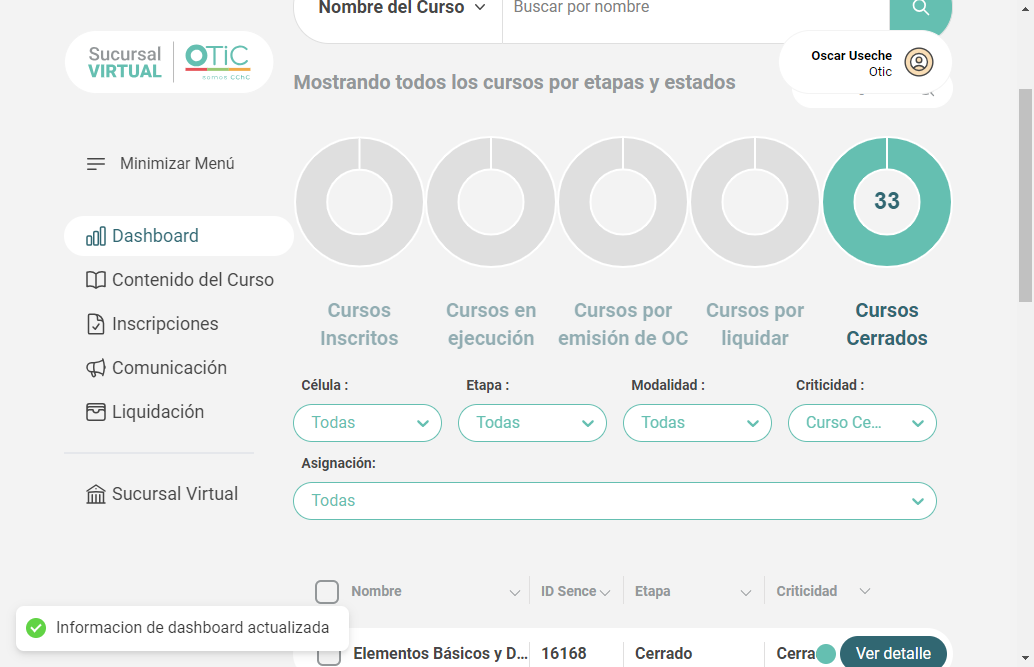 Nombre del Curso
Buscar por nombre
Sucursal
VIRTUAL
OTIC
somos CChC
Oscar Useche
Otic
Mostrando todos los cursos por etapas y estados
Minimizar Menú
Dashboard
Contenido del Curso
Inscripciones
Comunicación
Liquidación
Sucursal Virtual
33
Cursos
Inscritos
Cursos en
ejecución
Cursos por
emisión de OC
Cursos por
liquidar
Cursos
Cerrados
Célula :
Etapa :
Modalidad :
Criticidad :
Todas
Todas
Todas
Curso Ce...
Asignación:
Todas
Nombre
ID Sence
Etapa
Criticidad
Elementos Básicos y D...
16168
Cerrado
Cerra
Ver detalle
Informacion de dashboard actualizada